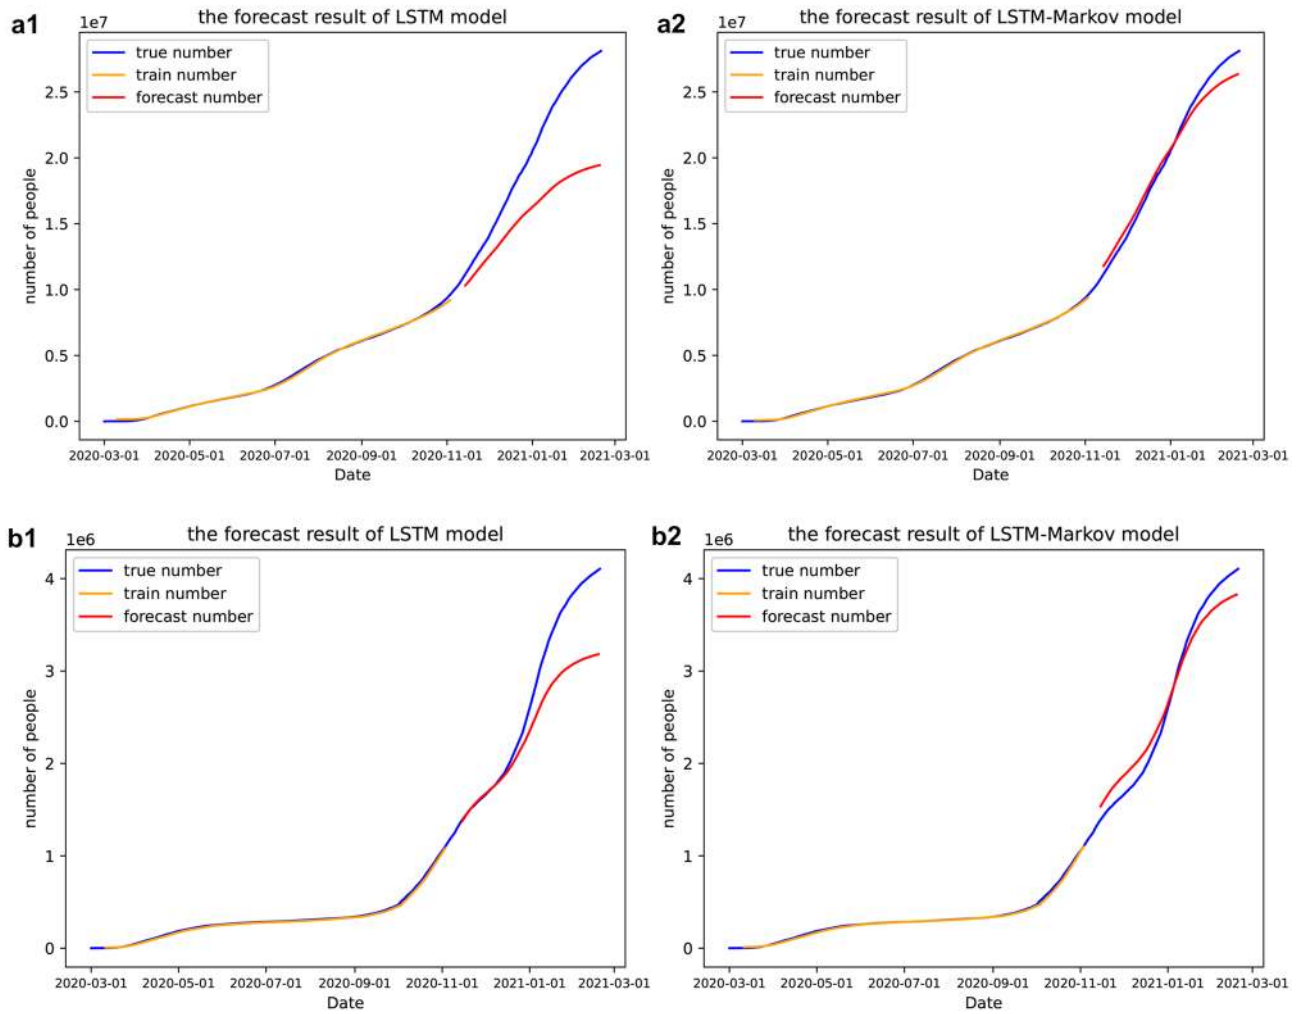 a1
the forecast result of LSTM model
1e7
true number
train number
forecast number
2.5
2.0
1.5
1.0
0.5
0.0
number of people
2020-03-01 2020-05-01 2020-07-01 2020-09-01 2020-11-01 2021-01-01 2021-03-01
Date
a2
the forecast result of LSTM-Markov model
1e7
true number
train number
forecast number
2.5
2.0
1.5
1.0
0.5
0.0
number of people
2020-03-01 2020-05-01 2020-07-01 2020-09-01 2020-11-01 2021-01-01 2021-03-01
Date
b1
the forecast result of LSTM model
1e6
true number
train number
forecast number
4
3
2
1
0
number of people
2020-03-01 2020-05-01 2020-07-01 2020-09-01 2020-11-01 2021-01-01 2021-03-01
Date
b2
the forecast result of LSTM-Markov model
1e6
true number
train number
forecast number
4
3
2
1
0
number of people
2020-03-01 2020-05-01 2020-07-01 2020-09-01 2020-11-01 2021-01-01 2021-03-01
Date